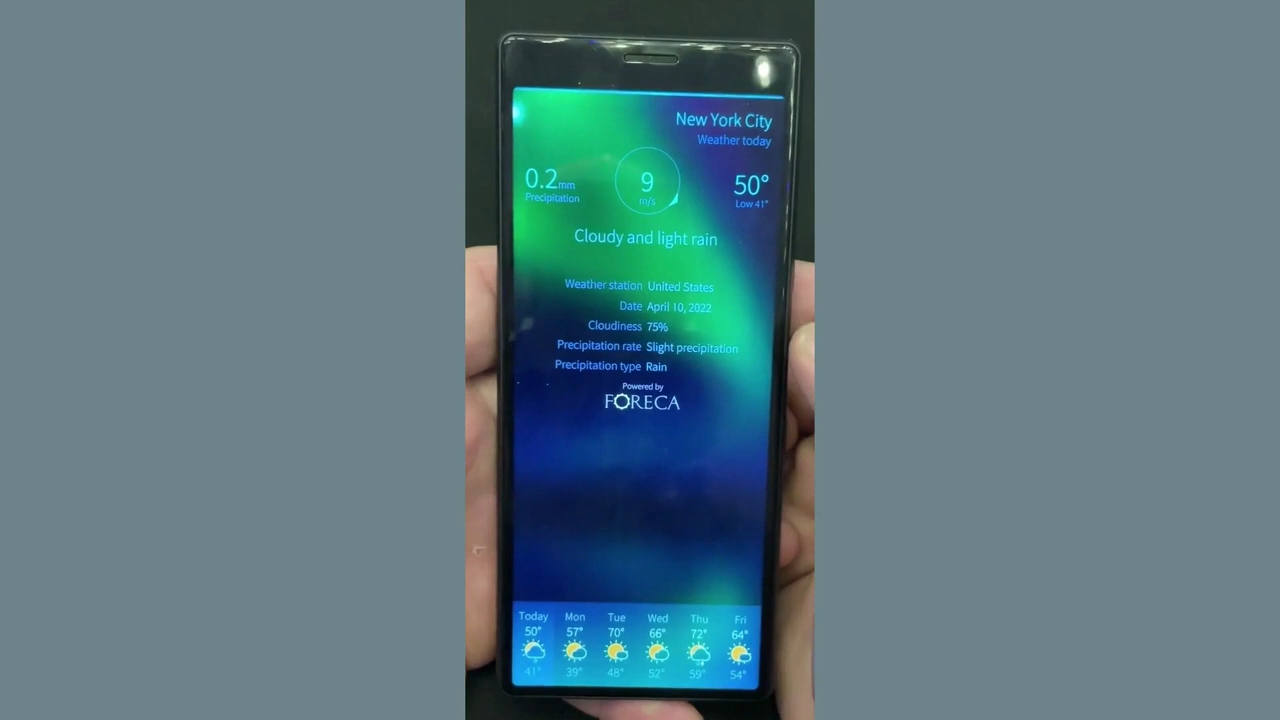 New York City
Weather today
0.2mm
Precipitation
9
m/s
50°
Low 41°
Cloudy and light rain
Weather station United States
Date April 10, 2022
Cloudiness 75%
Precipitation rate Slight precipitation
Precipitation type Rain
Powered by
FORECA
Today Mon Tue Wed Thu Fri
50° 57° 70° 66° 72° 64°
41° 39° 48° 52° 59° 54°